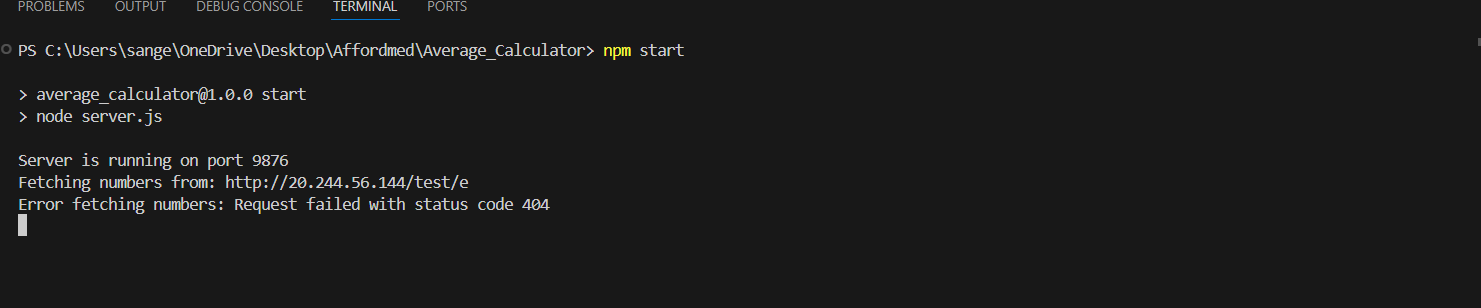 PROBLEMS OUTPUT DEBUG CONSOLE TERMINAL PORTS
PS C:\Users\sange\OneDrive\Desktop\Affordmed\Average_Calculator> npm start
> average_calculator@1.0.0 start
> node server.js
Server is running on port 9876
Fetching numbers from: http://20.244.56.144/test/e
Error fetching numbers: Request failed with status code 404